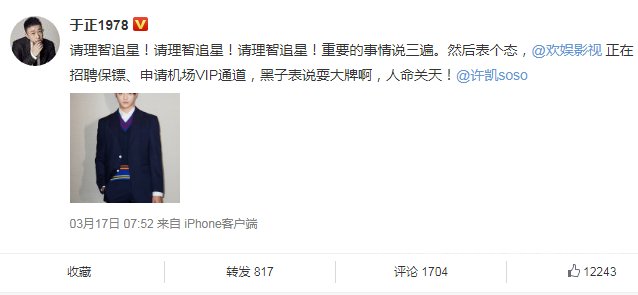 于正1978
请理智追星！请理智追星！请理智追星！重要的事情说三遍。然后表个态，@欢娱影视 正在
招聘保镖、申请机场VIP通道，黑子表说耍大牌啊，人命关天！@许凯soso
03月17日 07:52 来自 iPhone客户端
收藏 转发 817 评论 1704 12243